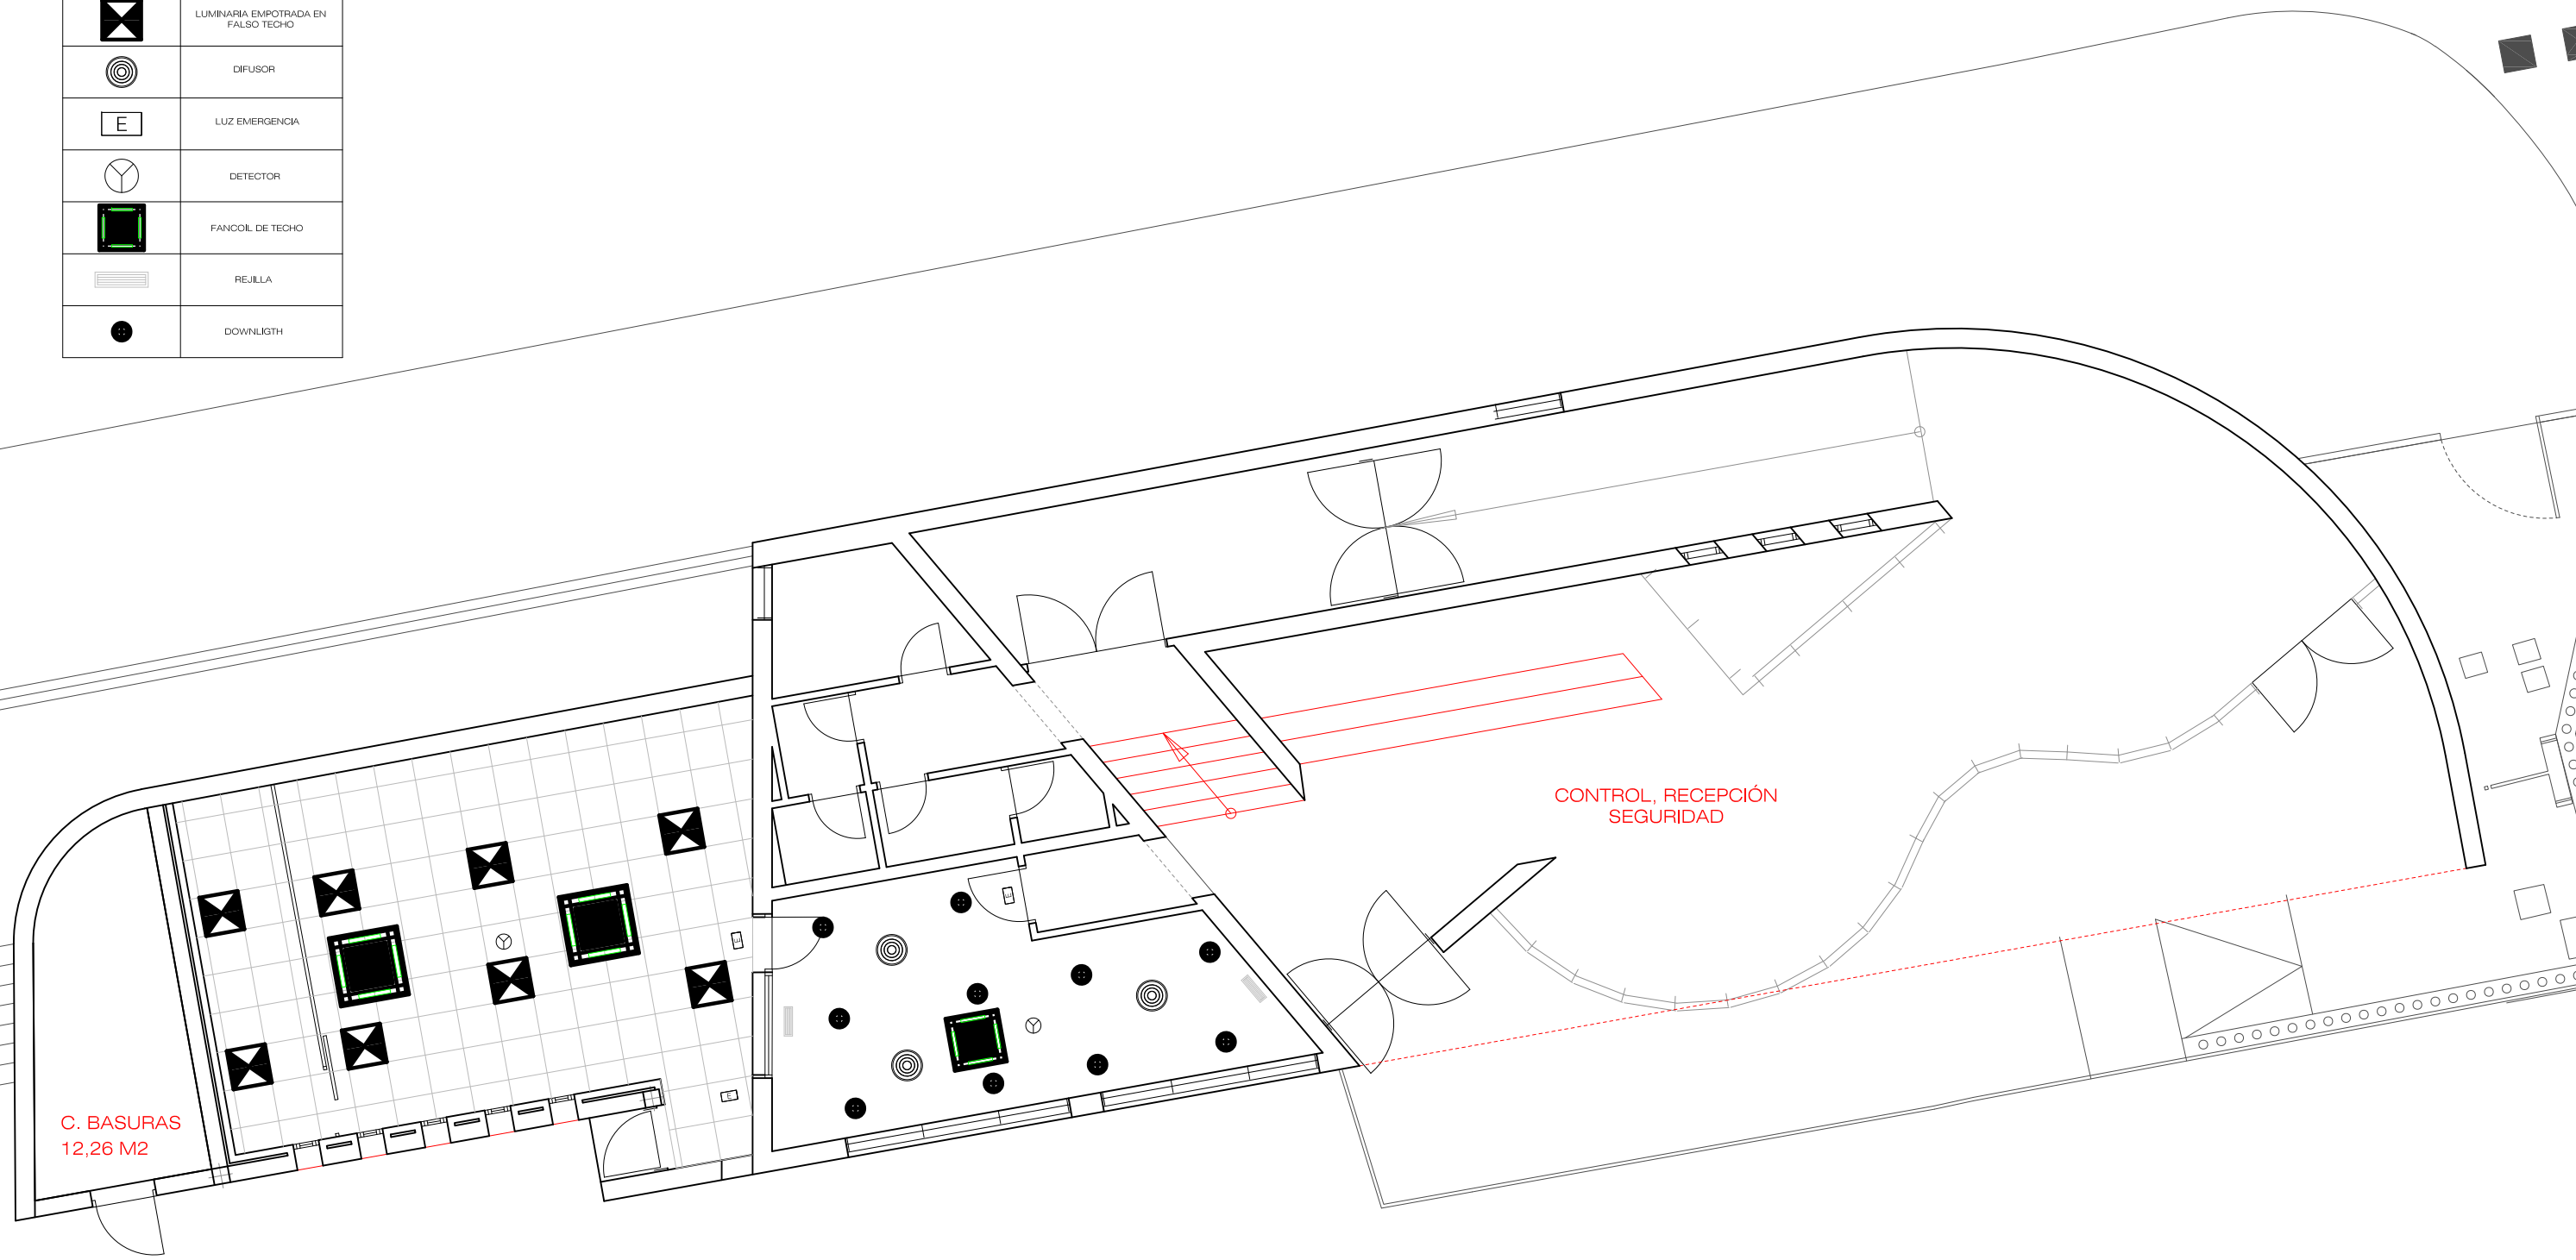 LUMINARIA EMPOTRADA EN
FALSO TECHO
DIFUSOR
E
LUZ EMERGENCIA
DETECTOR
FANCOIL DE TECHO
REJILLA
DOWNLIGTH
CONTROL, RECEPCIÓN
SEGURIDAD
E
E
E
C. BASURAS
12,26 M2